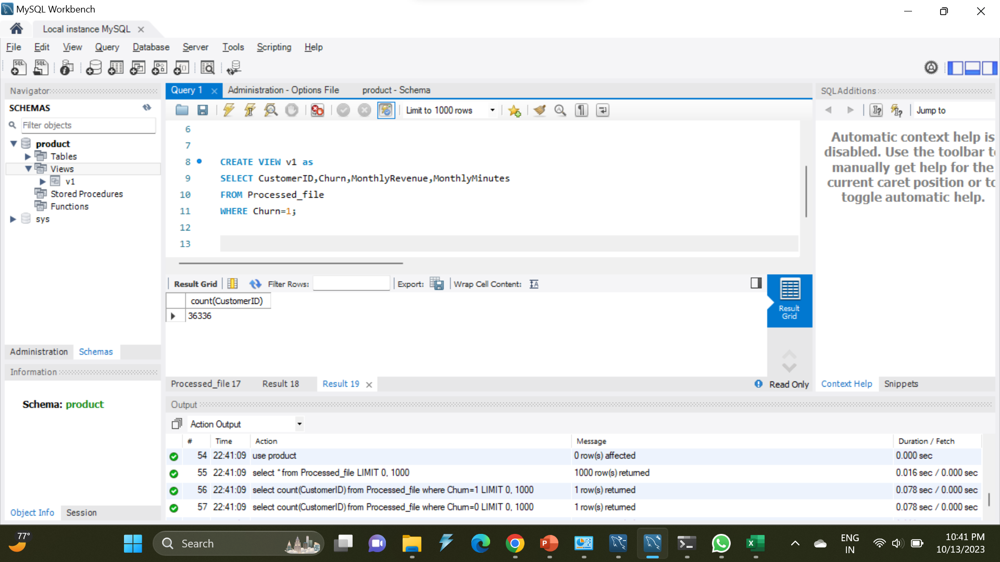 MySQL Workbench
Local instance MySQL
File Edit View Query Database Server Tools Scripting Help
Navigator
SCHEMAS
Filter objects
product
Tables
Views
v1
Stored Procedures
Functions
sys
Administration Schemas
Information
Schema: product
Object Info Session
Query 1 Administration - Options File product - Schema
Limit to 1000 rows
6
7
8 CREATE VIEW v1 as
9 SELECT CustomerID,Churn,MonthlyRevenue,MonthlyMinutes
10 FROM Processed_file
11 WHERE Churn=1;
12
13
Result Grid Filter Rows: Export: Wrap Cell Content:
count(CustomerID)
36336
Result
Grid
Processed_file 17 Result 18 Result 19 Read Only
SQLAdditions
Jump to
Automatic context help is
disabled. Use the toolbar to
manually get help for the
current caret position or to
toggle automatic help.
Context Help Snippets
Output
Action Output
# Time Action Message Duration / Fetch
54 22:41:09 use product 0 row(s) affected 0.000 sec
55 22:41:09 select * from Processed_file LIMIT 0, 1000 1000 row(s) returned 0.016 sec / 0.000 sec
56 22:41:09 select count(CustomerID) from Processed_file where Churn=1 LIMIT 0, 1000 1 row(s) returned 0.078 sec / 0.000 sec
57 22:41:09 select count(CustomerID) from Processed_file where Churn=0 LIMIT 0, 1000 1 row(s) returned 0.078 sec / 0.000 sec
77°
Search
ENG
IN
10:41 PM
10/13/2023